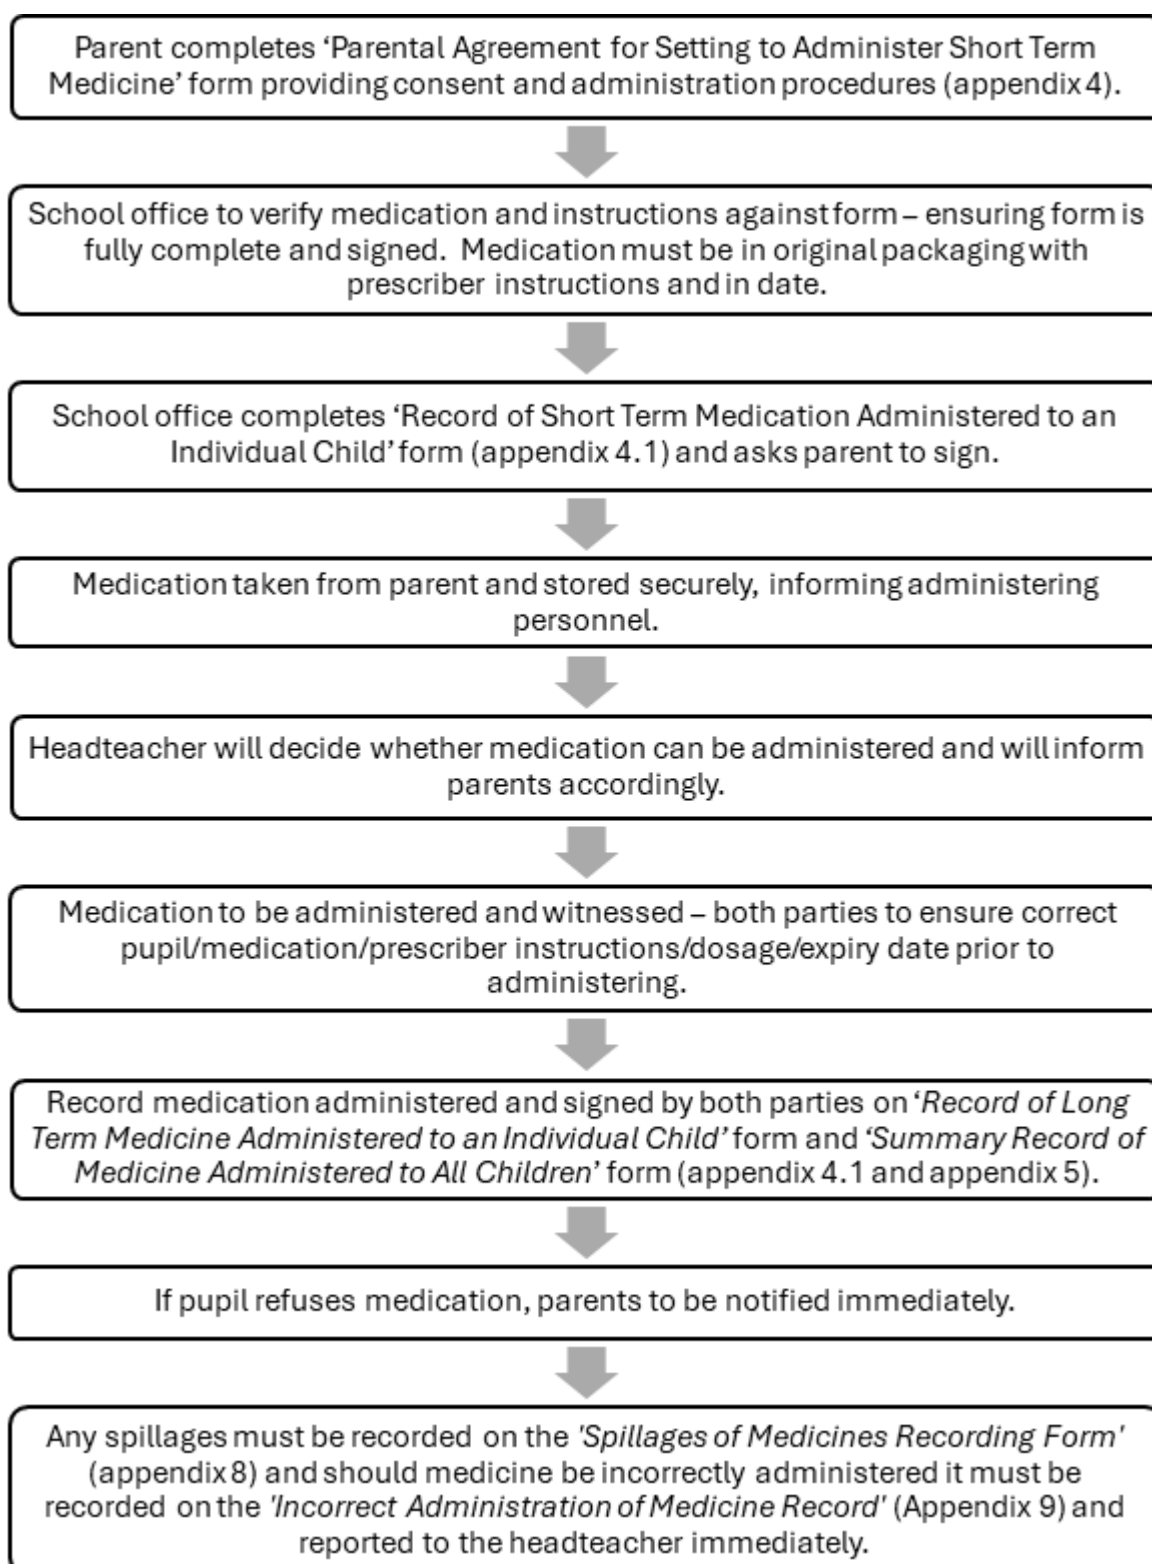 Parent completes ‘Parental Agreement for Setting to Administer Short Term
Medicine’ form providing consent and administration procedures (appendix 4).
School office to verify medication and instructions against form – ensuring form is
fully complete and signed. Medication must be in original packaging with
prescriber instructions and in date.
School office completes ‘Record of Short Term Medication Administered to an
Individual Child’ form (appendix 4.1) and asks parent to sign.
Medication taken from parent and stored securely, informing administering
personnel.
Headteacher will decide whether medication can be administered and will inform
parents accordingly.
Medication to be administered and witnessed – both parties to ensure correct
pupil/medication/prescriber instructions/dosage/expiry date prior to
administering.
Record medication administered and signed by both parties on ‘Record of Long
Term Medicine Administered to an Individual Child’ form and ‘Summary Record of
Medicine Administered to All Children’ form (appendix 4.1 and appendix 5).
If pupil refuses medication, parents to be notified immediately.
Any spillages must be recorded on the 'Spillages of Medicines Recording Form'
(appendix 8) and should medicine be incorrectly administered it must be
recorded on the 'Incorrect Administration of Medicine Record' (Appendix 9) and
reported to the headteacher immediately.